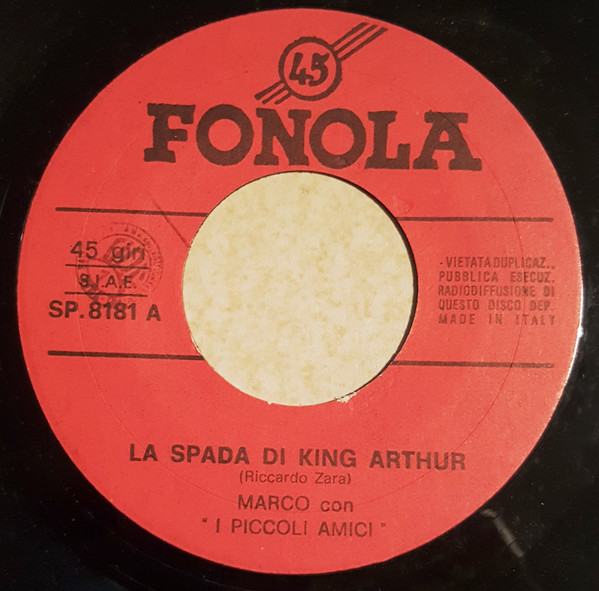 45
FONOLA
45 giri
S.I.A.E.
SP. 8181 A
- VIETATA DUPLICAZ.,
PUBBLICA ESECUZ.
RADIODIFFUSIONE DI
QUESTO DISCO DEP.
MADE IN ITALY
LA SPADA DI KING ARTHUR
(Riccardo Zara)
MARCO con
" I PICCOLI AMICI "